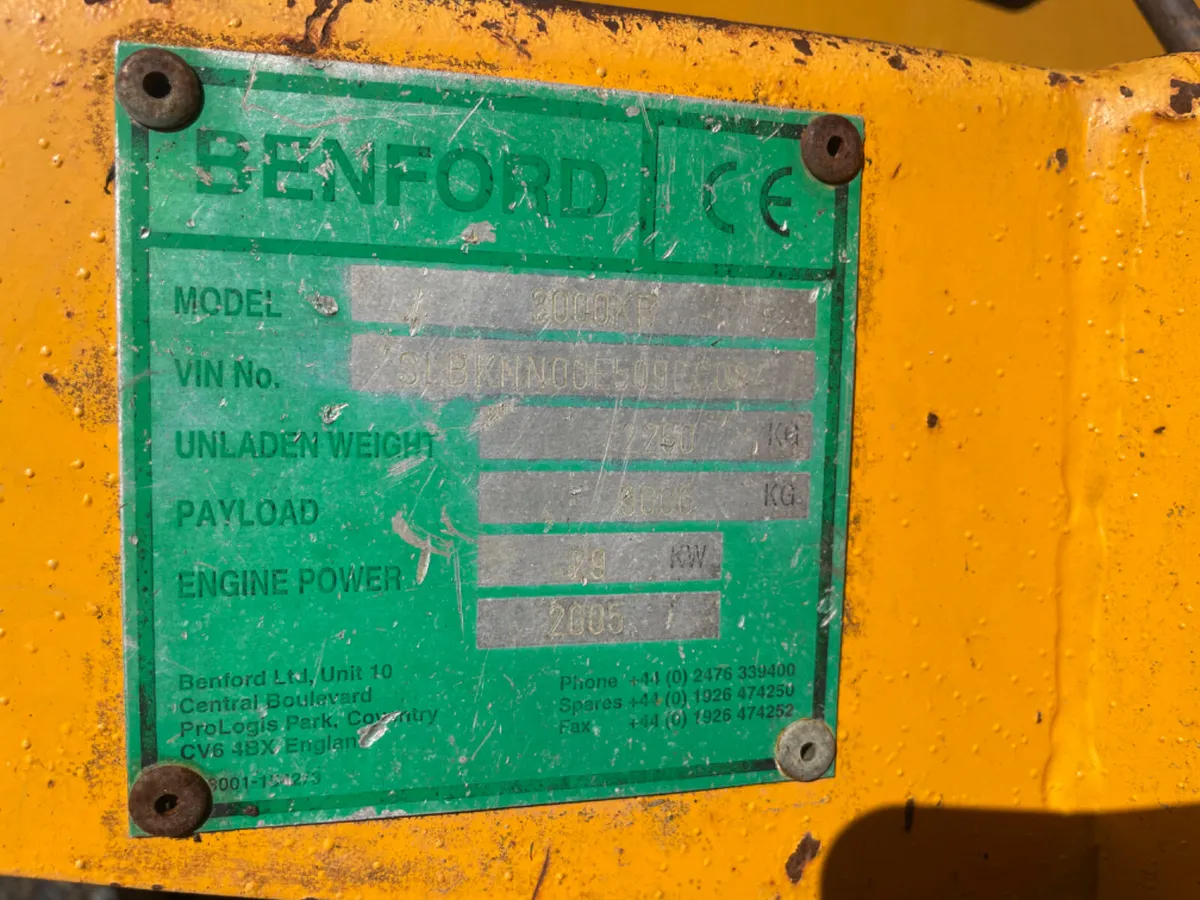 BENFORD CE
MODEL
VIN No.
UNLADEN WEIGHT KG
PAYLOAD KG
ENGINE POWER KW
2005
Benford Ltd, Unit 10
Central Boulevard
ProLogis Park, Coventry
CV6 4BX, England
Phone +44 (0) 2476 339400
Spares +44 (0) 1926 474250
Fax +44 (0) 1926 474252